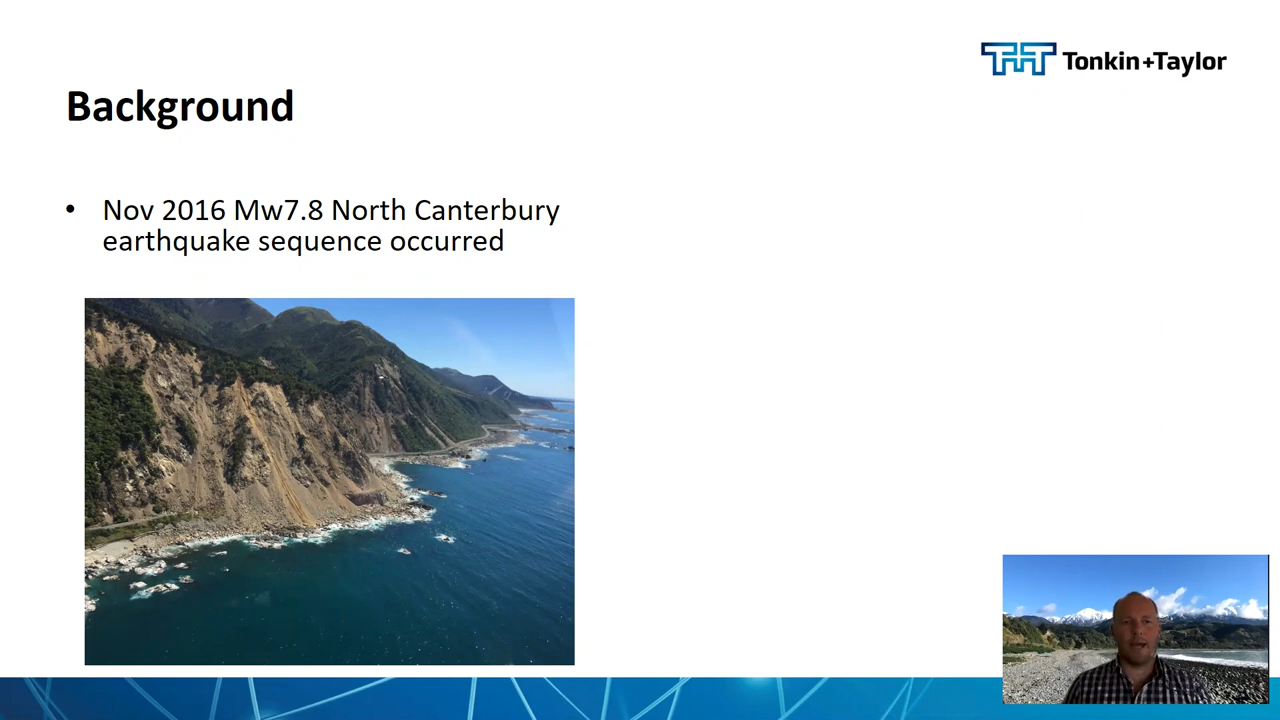 Tonkin+Taylor
Background
• Nov 2016 Mw7.8 North Canterbury
earthquake sequence occurred